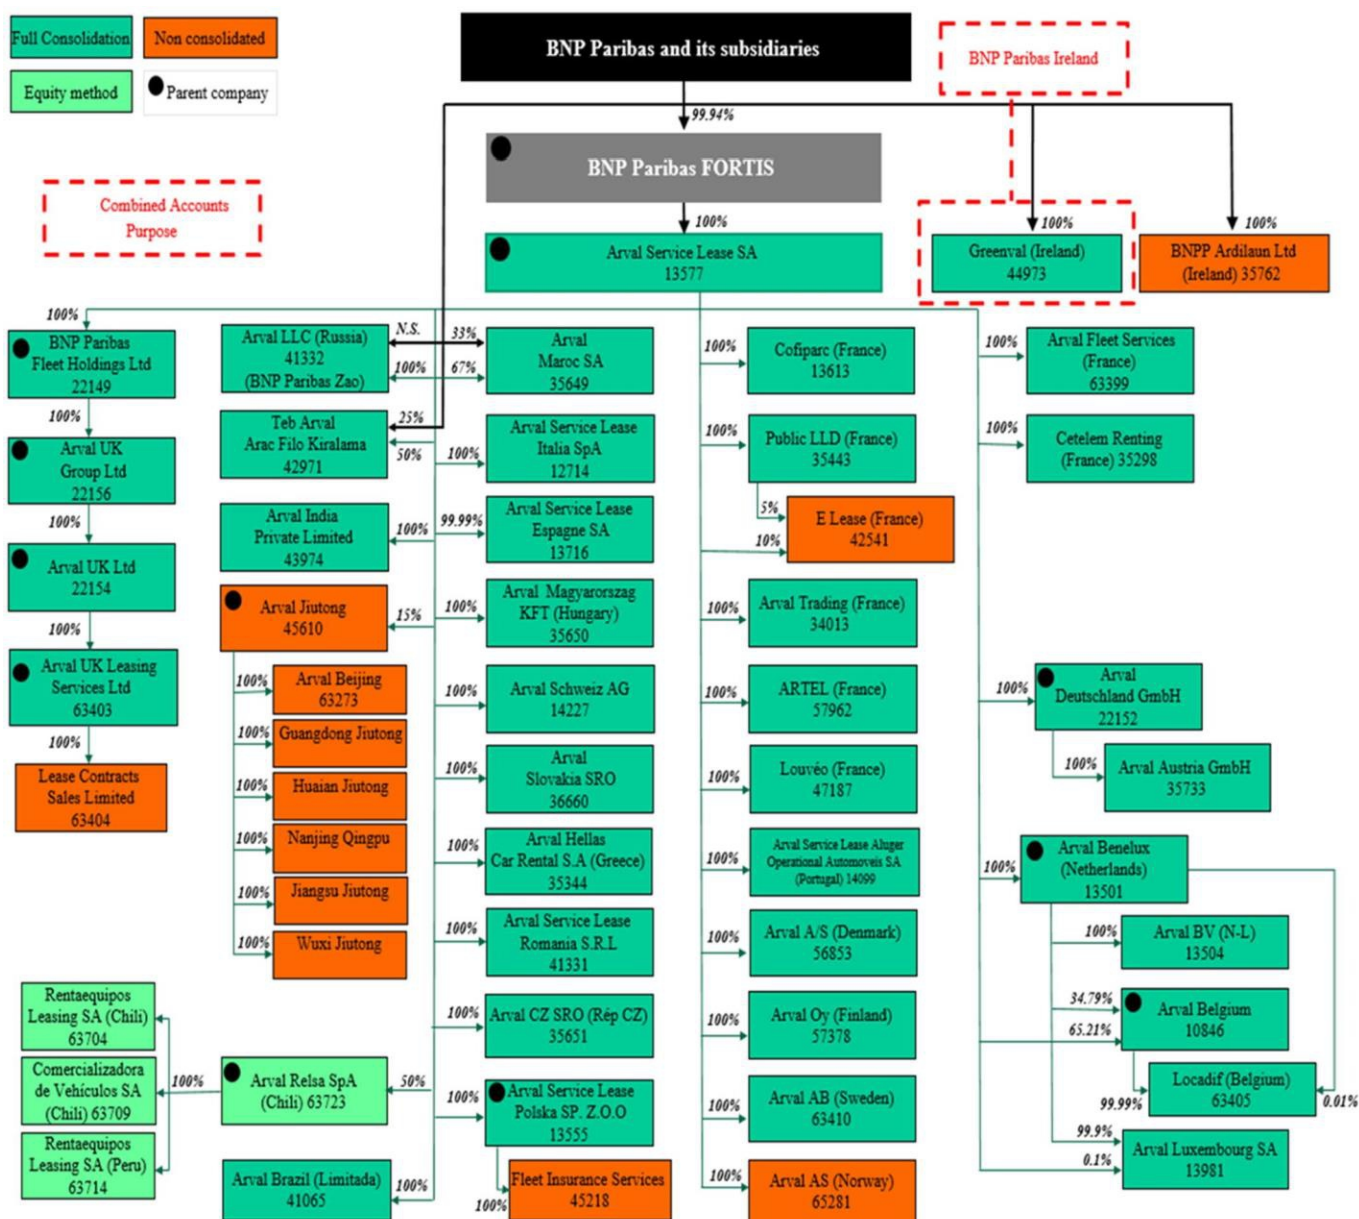 Full Consolidation
Non consolidated
Equity method
Parent company
BNP Paribas and its subsidiaries
BNP Paribas Ireland
99.94%
BNP Paribas FORTIS
Combined Accounts
Purpose
100%
100%
100%
Arval Service Lease SA
13577
Greenval (Ireland)
44973
BNPP Ardilaun Ltd
(Ireland) 35762
100%
BNP Paribas
Fleet Holdings Ltd
22149
100%
Arval UK
Group Ltd
22156
100%
Arval UK Ltd
22154
100%
Arval UK Leasing
Services Ltd
63403
100%
Lease Contracts
Sales Limited
63404
Arval LLC (Russia)
41332
(BNP Paribas Zao)
N.S.
100%
Teb Arval
Arac Filo Kiralama
42971
25%
50%
Arval India
Private Limited
43974
100%
Arval Jiutong
45610
15%
100%
Arval Beijing
63273
100%
Guangdong Jiutong
100%
Huaian Jiutong
100%
Nanjing Qingpu
100%
Jiangsu Jiutong
100%
Wuxi Jiutong
Rentaequipos
Leasing SA (Chili)
63704
Comercializadora
de Vehículos SA
(Chili) 63709
Rentaequipos
Leasing SA (Peru)
63714
100%
Arval Relsa SpA
(Chili) 63723
50%
Arval Brazil (Limitada)
41065
100%
33%
67%
Arval
Maroc SA
35649
100%
Arval Service Lease
Italia SpA
12714
99.99%
Arval Service Lease
Espagne SA
13716
100%
Arval Magyarorszag
KFT (Hungary)
35650
100%
Arval Schweiz AG
14227
100%
Arval
Slovakia SRO
36660
100%
Arval Hellas
Car Rental S.A (Greece)
35344
100%
Arval Service Lease
Romania S.R.L
41331
100%
Arval CZ SRO (Rép CZ)
35651
100%
Arval Service Lease
Polska SP. Z.O.O
13555
100%
Fleet Insurance Services
45218
100%
Cofiparc (France)
13613
100%
Public LLD (France)
35443
5%
10%
E Lease (France)
42541
100%
Arval Trading (France)
34013
100%
ARTEL (France)
57962
100%
Louvéo (France)
47187
100%
Arval Service Lease Aluger
Operational Automoveis SA
(Portugal) 14099
100%
Arval A/S (Denmark)
56853
100%
Arval Oy (Finland)
57378
100%
Arval AB (Sweden)
63410
100%
Arval AS (Norway)
65281
100%
Arval Fleet Services
(France)
63399
100%
Cetelem Renting
(France) 35298
100%
Arval
Deutschland GmbH
22152
100%
Arval Austria GmbH
35733
100%
Arval Benelux
(Netherlands)
13501
100%
Arval BV (N-L)
13504
34.79%
65.21%
Arval Belgium
10846
Locadif (Belgium)
63405
99.99%
0.01%
99.9%
0.1%
Arval Luxembourg SA
13981